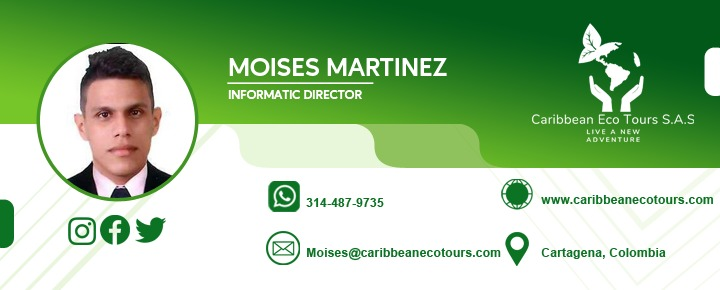 MOISES MARTINEZ
INFORMATIC DIRECTOR
Caribbean Eco Tours S.A.S
LIVE A NEW
ADVENTURE
314-487-9735
www.caribbeanecotours.com
Moises@caribbeanecotours.com
Cartagena, Colombia